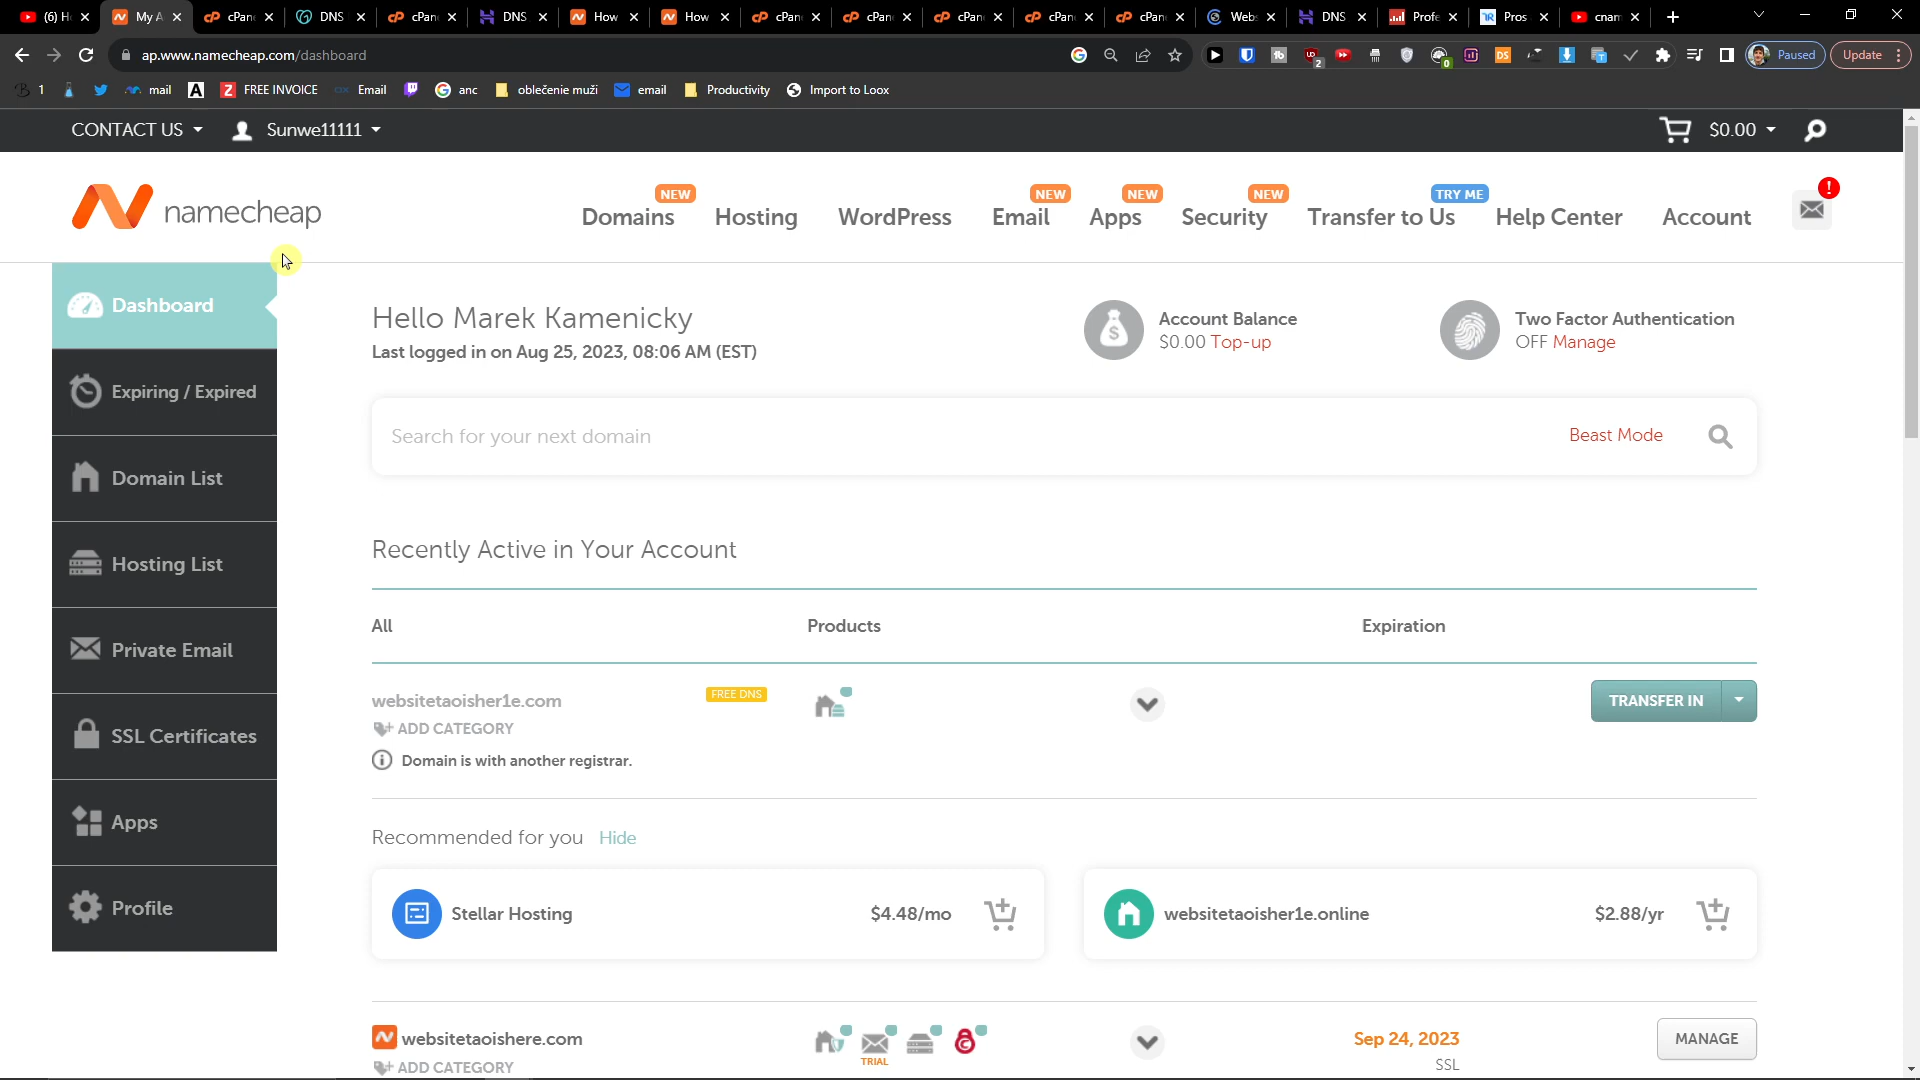 (6) H
My A
cPan
cPan
DNS
cPan
DNS
How
How
cPan
cPan
cPan
cPan
cPan
Web
DNS
Profe
Pros
cnam
ap.www.namecheap.com/dashboard
2
0
DS
Paused
Update
1
mail
FREE INVOICE
Email
anc
oblečenie muži
email
Productivity
Import to Loox
CONTACT US
Sunwe11111
$0.00
namecheap
NEW
Domains
Hosting
WordPress
NEW
Email
NEW
Apps
NEW
Security
TRY ME
Transfer to Us
Help Center
Account
!
Dashboard
Expiring / Expired
Domain List
Hosting List
Private Email
SSL Certificates
Apps
Profile
Hello Marek Kamenicky
Last logged in on Aug 25, 2023, 08:06 AM (EST)
Account Balance
$0.00 Top-up
Two Factor Authentication
OFF Manage
Search for your next domain
Beast Mode
Recently Active in Your Account
All
Products
Expiration
websitetaoisher1e.com
FREE DNS
TRANSFER IN
ADD CATEGORY
Domain is with another registrar.
Recommended for you Hide
Stellar Hosting
$4.48/mo
websitetaoisher1e.online
$2.88/yr
websitetaoishere.com
TRIAL
Sep 24, 2023
SSL
MANAGE
ADD CATEGORY